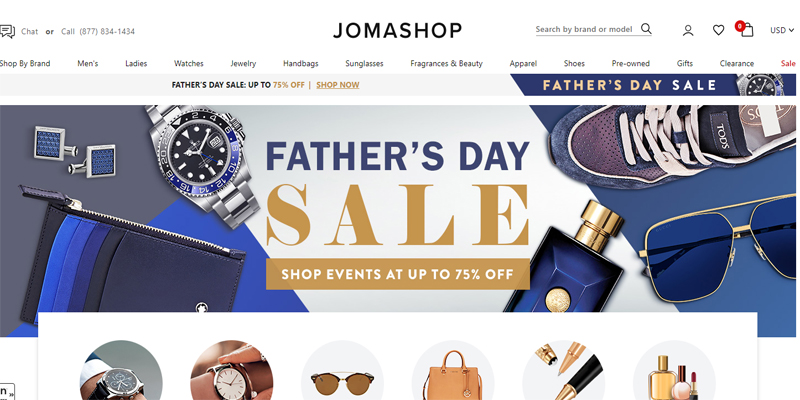 Chat or Call (877) 834-1434
JOMASHOP
Search by brand or model
0
USD
Shop By Brand Men's Ladies Watches Jewelry Handbags Sunglasses Fragrances & Beauty Apparel Shoes Pre-owned Gifts Clearance Sale
FATHER'S DAY SALE: UP TO 75% OFF | SHOP NOW
FATHER'S DAY SALE
FATHER'S DAY
SALE
SHOP EVENTS AT UP TO 75% OFF
TOD'S